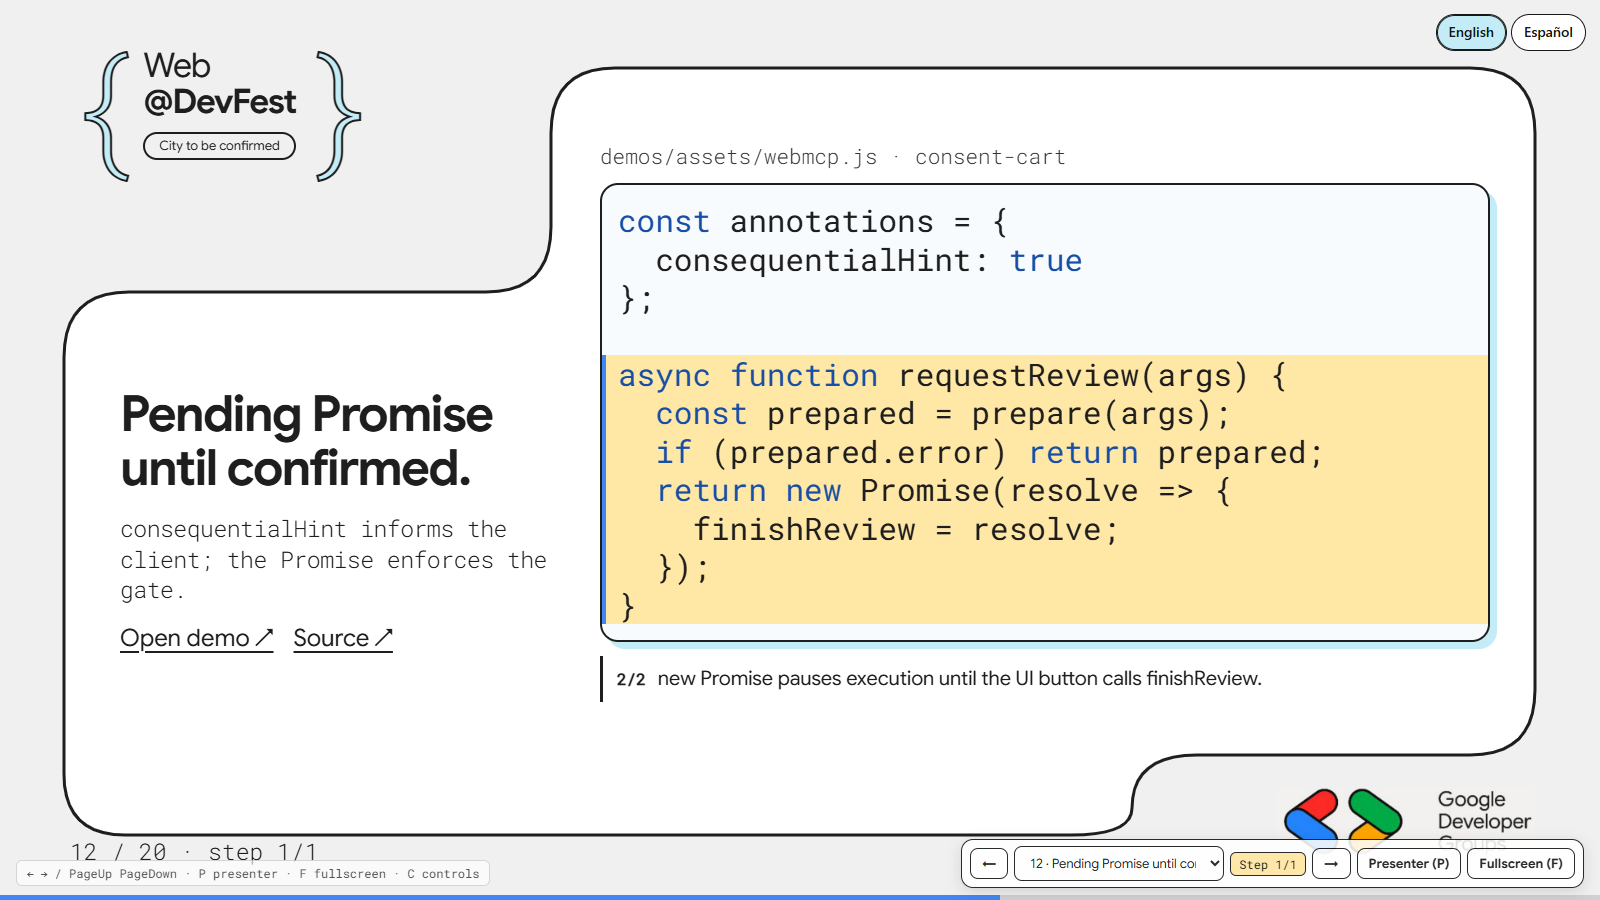 English Español
Web
@DevFest
City to be confirmed
demos/assets/webmcp.js · consent-cart
const annotations = {
  consequentialHint: true
};
async function requestReview(args) {
  const prepared = prepare(args);
  if (prepared.error) return prepared;
  return new Promise(resolve => {
    finishReview = resolve;
  });
}
2/2 new Promise pauses execution until the UI button calls finishReview.
Pending Promise
until confirmed.
consequentialHint informs the
client; the Promise enforces the
gate.
Open demo ↗ Source ↗
Google
Developer
Groups
12 / 20 · step 1/1
← → / PageUp PageDown · P presenter · F fullscreen · C controls
← 12 · Pending Promise until co Step 1/1 → Presenter (P) Fullscreen (F)